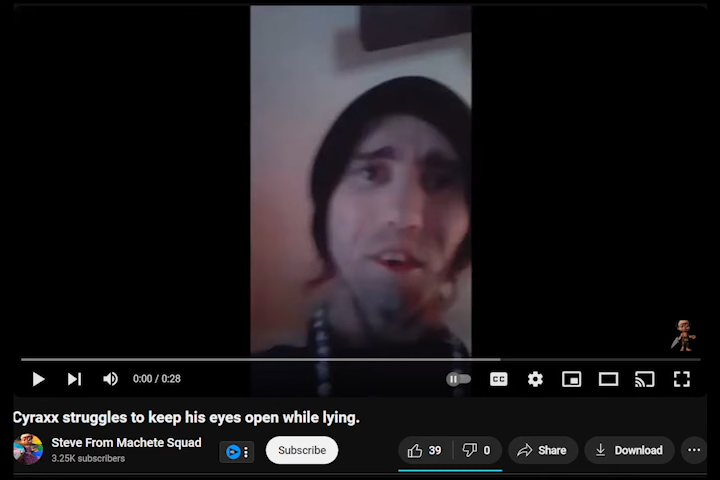 CC
0:00 / 0:28
Cyraxx struggles to keep his eyes open while lying.
Steve From Machete Squad
3.25K subscribers
Subscribe
39
0
Share
Download